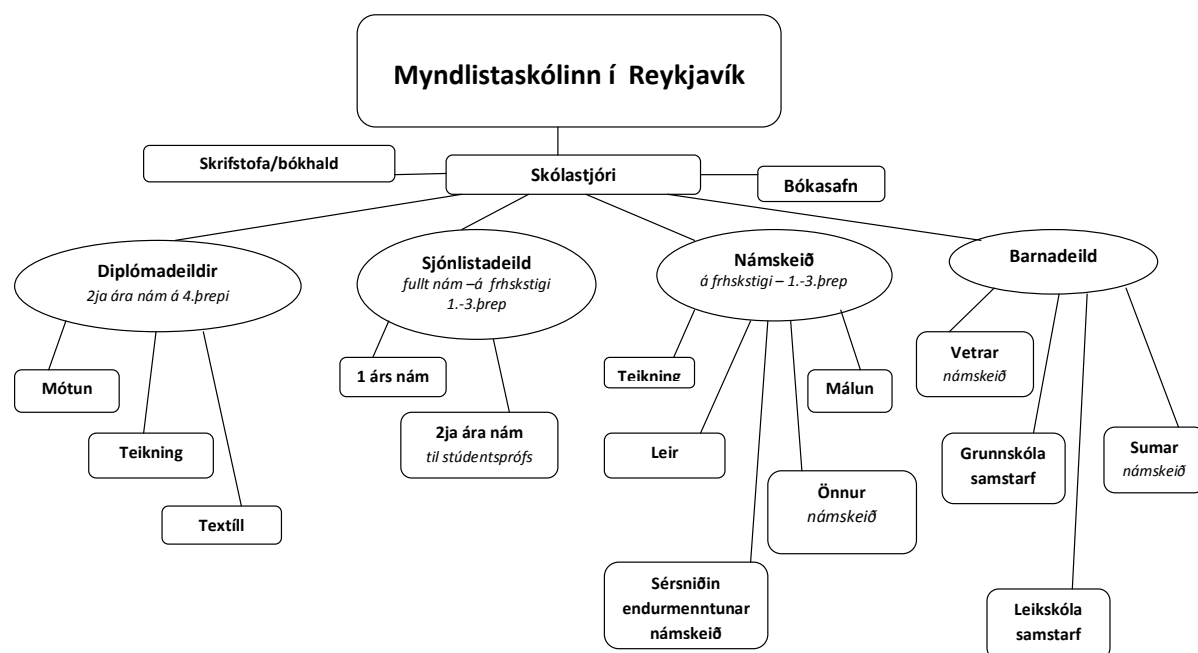 Myndlistaskólinn í Reykjavík
Skrifstofa/bókhald
Skólastjóri
Bókasafn
Diplómadeildir
2ja ára nám á 4.þrepi
Sjónlistadeild
fullt nám –á frhskstigi
1.-3.þrep
Námskeið
á frhskstigi – 1.-3.þrep
Barnadeild
Mótun
Teikning
Textíll
1 árs nám
2ja ára nám
til stúdentsprófs
Teikning
Leir
Sérsniðin
endurmenntunar
námskeið
Önnur
námskeið
Málun
Vetrar
námskeið
Grunnskóla
samstarf
Leikskóla
samstarf
Sumar
námskeið